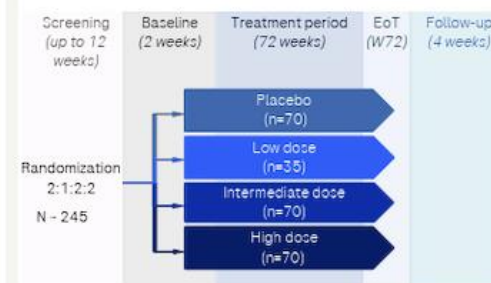 Screening
(up to 12
weeks)
Baseline
(2 weeks)
Treatment period
(72 weeks)
EoT
(W72)
Follow-up
(4 weeks)
Randomization
2:1:2:2
N ~ 245
Placebo
(n=70)
Low dose
(n=35)
Intermediate dose
(n=70)
High dose
(n=70)